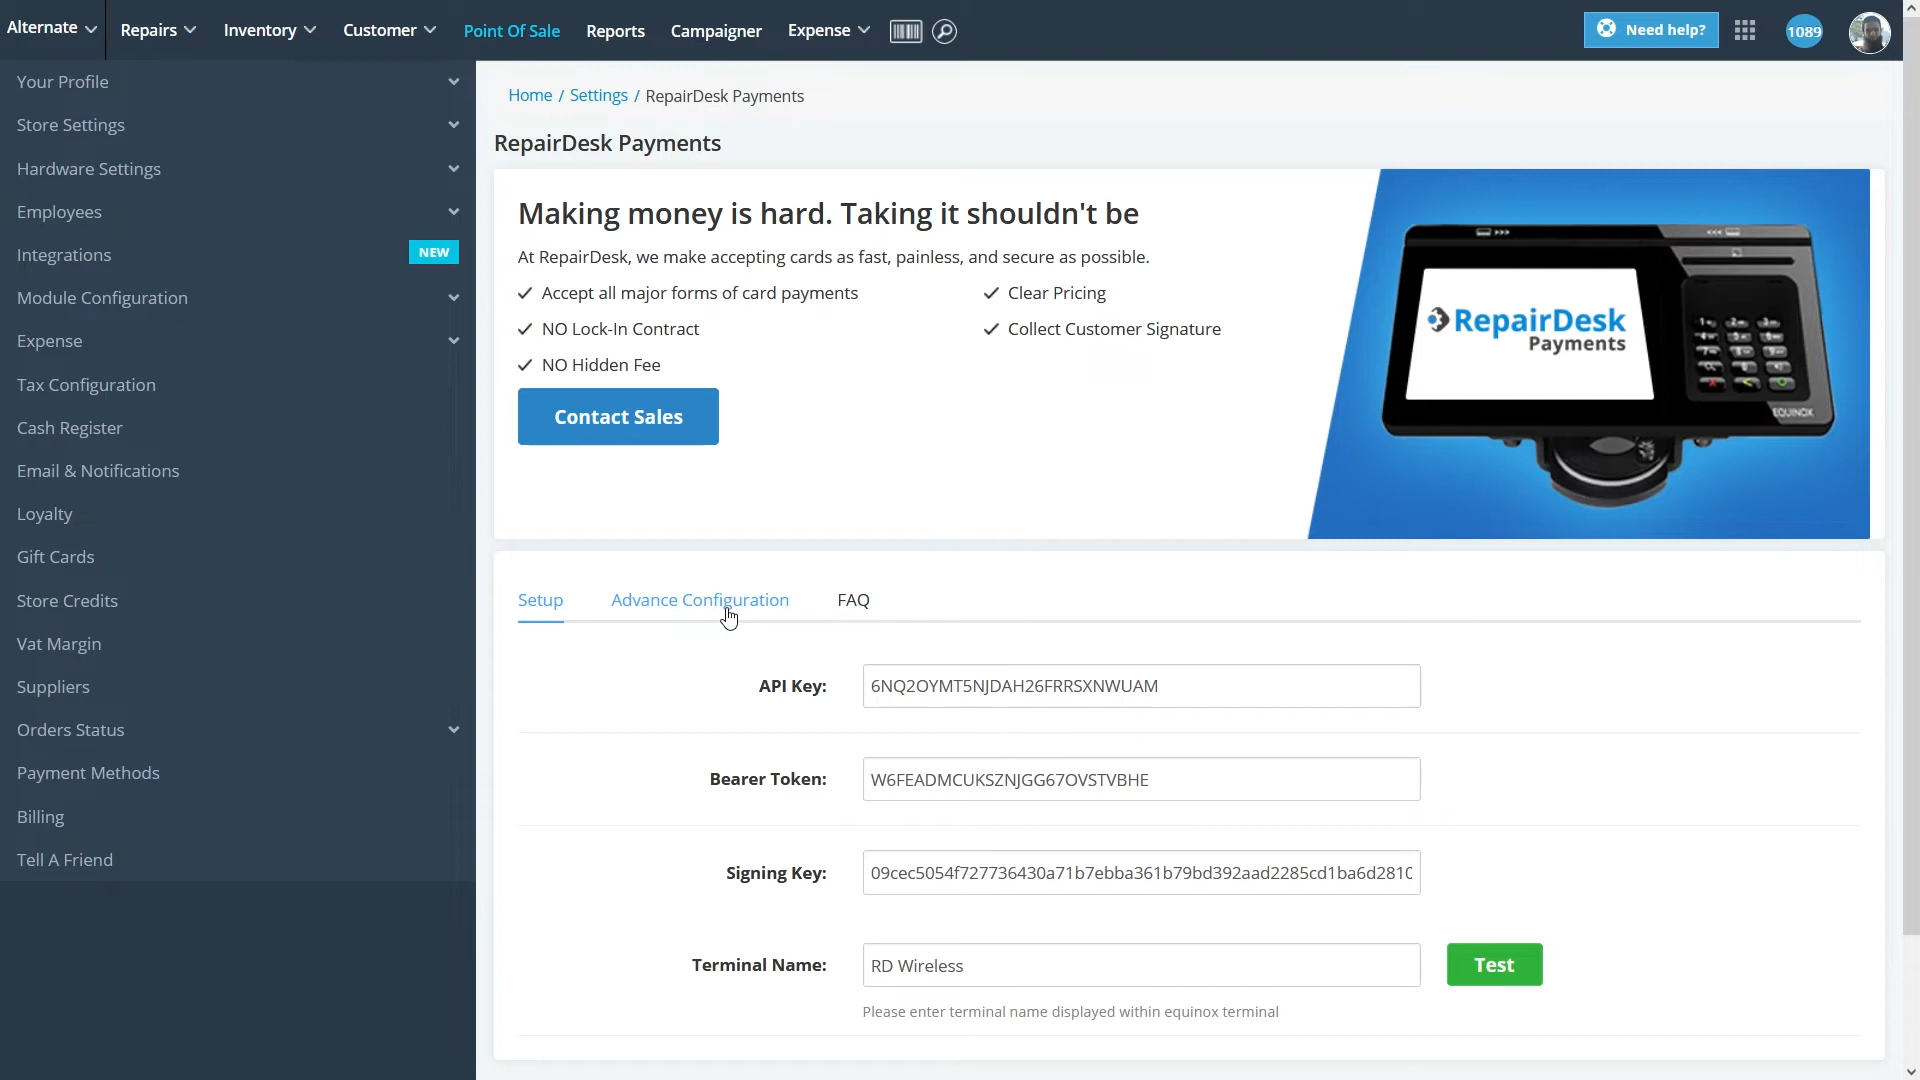 Alternate
Repairs
Inventory
Customer
Point Of Sale
Reports
Campaigner
Expense
Need help?
1089
Your Profile
Store Settings
Hardware Settings
Employees
Integrations
NEW
Module Configuration
Expense
Tax Configuration
Cash Register
Email & Notifications
Loyalty
Gift Cards
Store Credits
Vat Margin
Suppliers
Orders Status
Payment Methods
Billing
Tell A Friend
Home / Settings / RepairDesk Payments
RepairDesk Payments
Making money is hard. Taking it shouldn't be
At RepairDesk, we make accepting cards as fast, painless, and secure as possible.
Accept all major forms of card payments
Clear Pricing
NO Lock-In Contract
Collect Customer Signature
NO Hidden Fee
Contact Sales
RepairDesk
Payments
EQUINOX
Setup
Advance Configuration
FAQ
API Key:
6NQ2OYMT5NJDAH26FRRSXNWUAM
Bearer Token:
W6FEADMCUKSZNJGG67OVSTVBHE
Signing Key:
09cec5054f727736430a71b7ebba361b79bd392aad2285cd1ba6d2810
Terminal Name:
RD Wireless
Test
Please enter terminal name displayed within equinox terminal